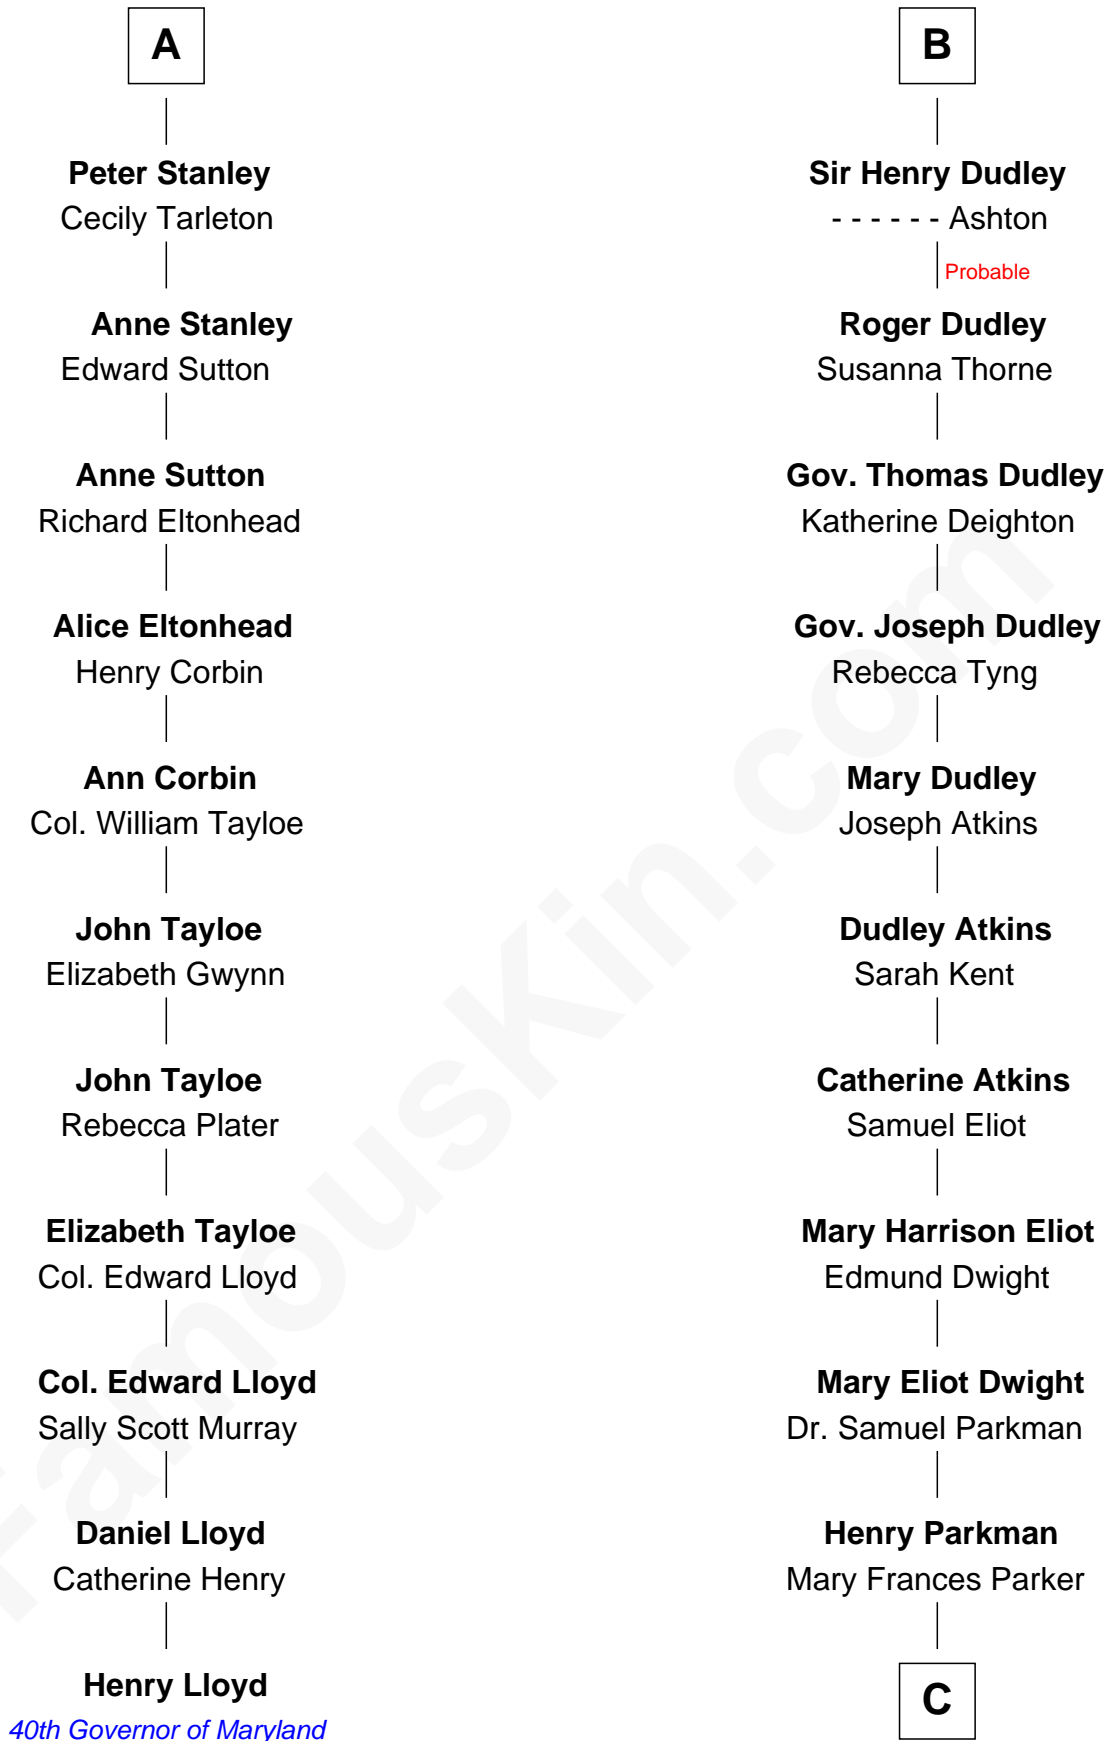 A
Peter Stanley
Cecily Tarleton
Anne Stanley
Edward Sutton
Anne Sutton
Richard Eltonhead
Alice Eltonhead
Henry Corbin
Ann Corbin
Col. William Tayloe
John Tayloe
Elizabeth Gwynn
John Tayloe
Rebecca Plater
Elizabeth Tayloe
Col. Edward Lloyd
Col. Edward Lloyd
Sally Scott Murray
Daniel Lloyd
Catherine Henry
Henry Lloyd
40th Governor of Maryland
B
Sir Henry Dudley
- - - - - - Ashton
Probable
Roger Dudley
Susanna Thorne
Gov. Thomas Dudley
Katherine Deighton
Gov. Joseph Dudley
Rebecca Tyng
Mary Dudley
Joseph Atkins
Dudley Atkins
Sarah Kent
Catherine Atkins
Samuel Eliot
Mary Harrison Eliot
Edmund Dwight
Mary Eliot Dwight
Dr. Samuel Parkman
Henry Parkman
Mary Frances Parker
C
FamousKin.com